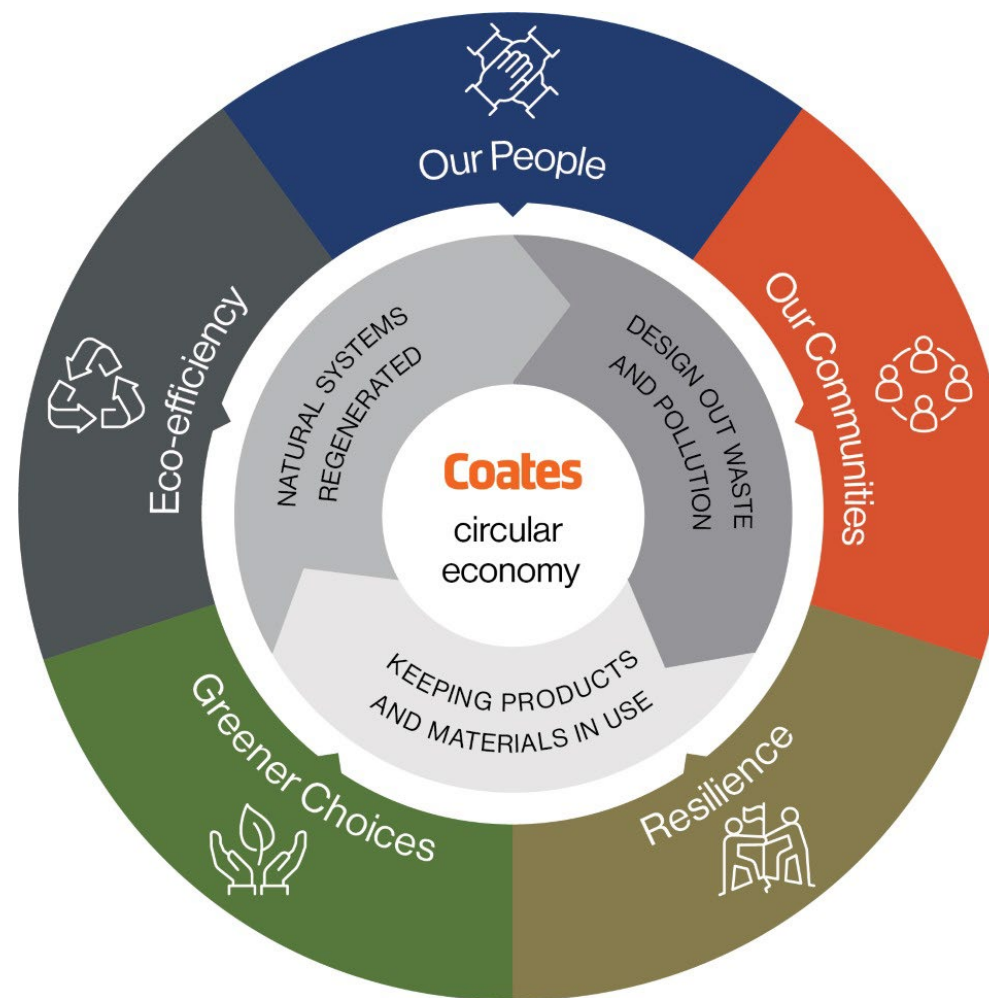 Our People
Our Communities
Resilience
Greener Choices
Eco-efficiency
DESIGN OUT WASTE
AND POLLUTION
KEEPING PRODUCTS
AND MATERIALS IN USE
NATURAL SYSTEMS
REGENERATED
Coates
circular
economy